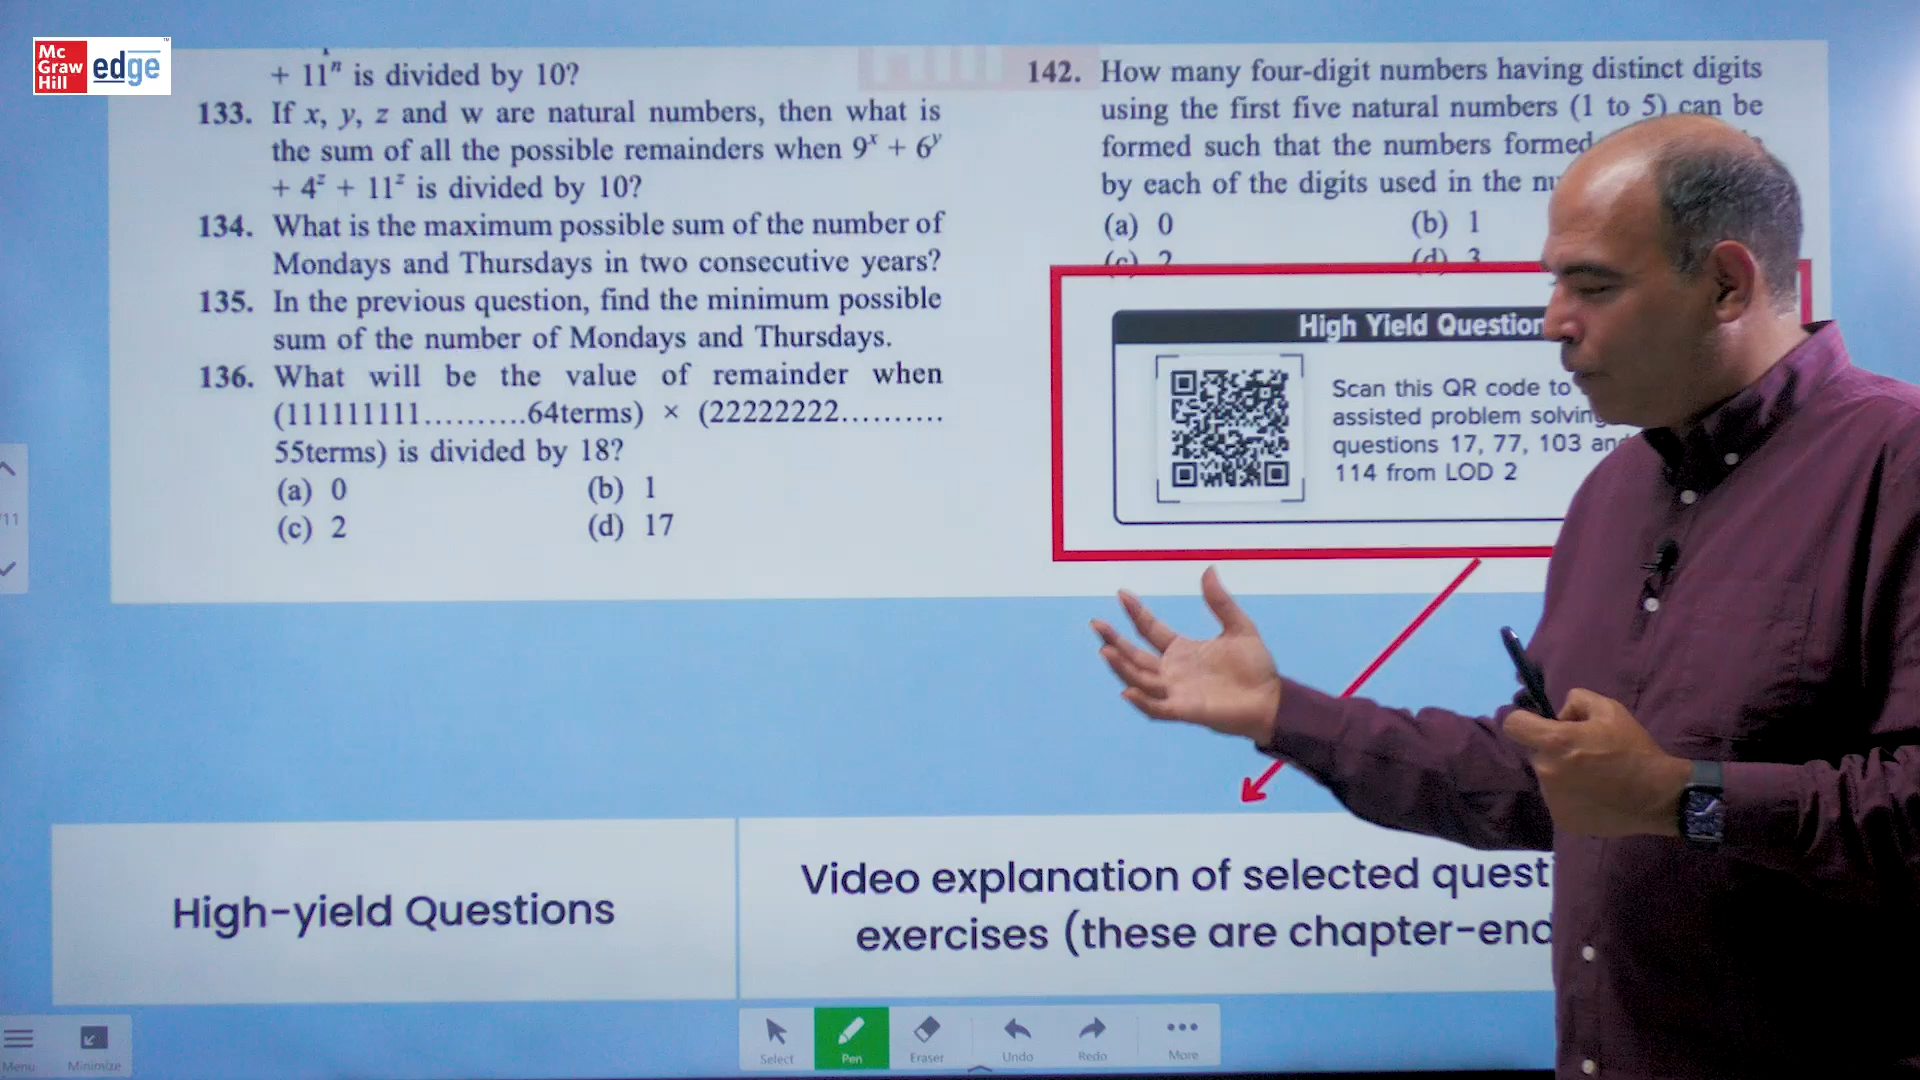 Mc
Graw
Hill
edge
+ 11ⁿ is divided by 10?
133. If x, y, z and w are natural numbers, then what is
the sum of all the possible remainders when 9ˣ + 6ʸ
+ 4ᶻ + 11ᶻ is divided by 10?
134. What is the maximum possible sum of the number of
Mondays and Thursdays in two consecutive years?
135. In the previous question, find the minimum possible
sum of the number of Mondays and Thursdays.
136. What will be the value of remainder when
(111111111..........64terms) × (22222222..........
55terms) is divided by 18?
(a) 0 (b) 1
(c) 2 (d) 17
142. How many four-digit numbers having distinct digits
using the first five natural numbers (1 to 5) can be
formed such that the numbers formed
by each of the digits used in the
(a) 0 (b) 1
(c) 2 (d) 3
High Yield Question
Scan this QR code to
assisted problem solving
questions 17, 77, 103 and
114 from LOD 2
/11
High-yield Questions
Video explanation of selected
exercises (these are chapter-end
Menu
Minimize
Select
Pen
Eraser
Undo
Redo
More